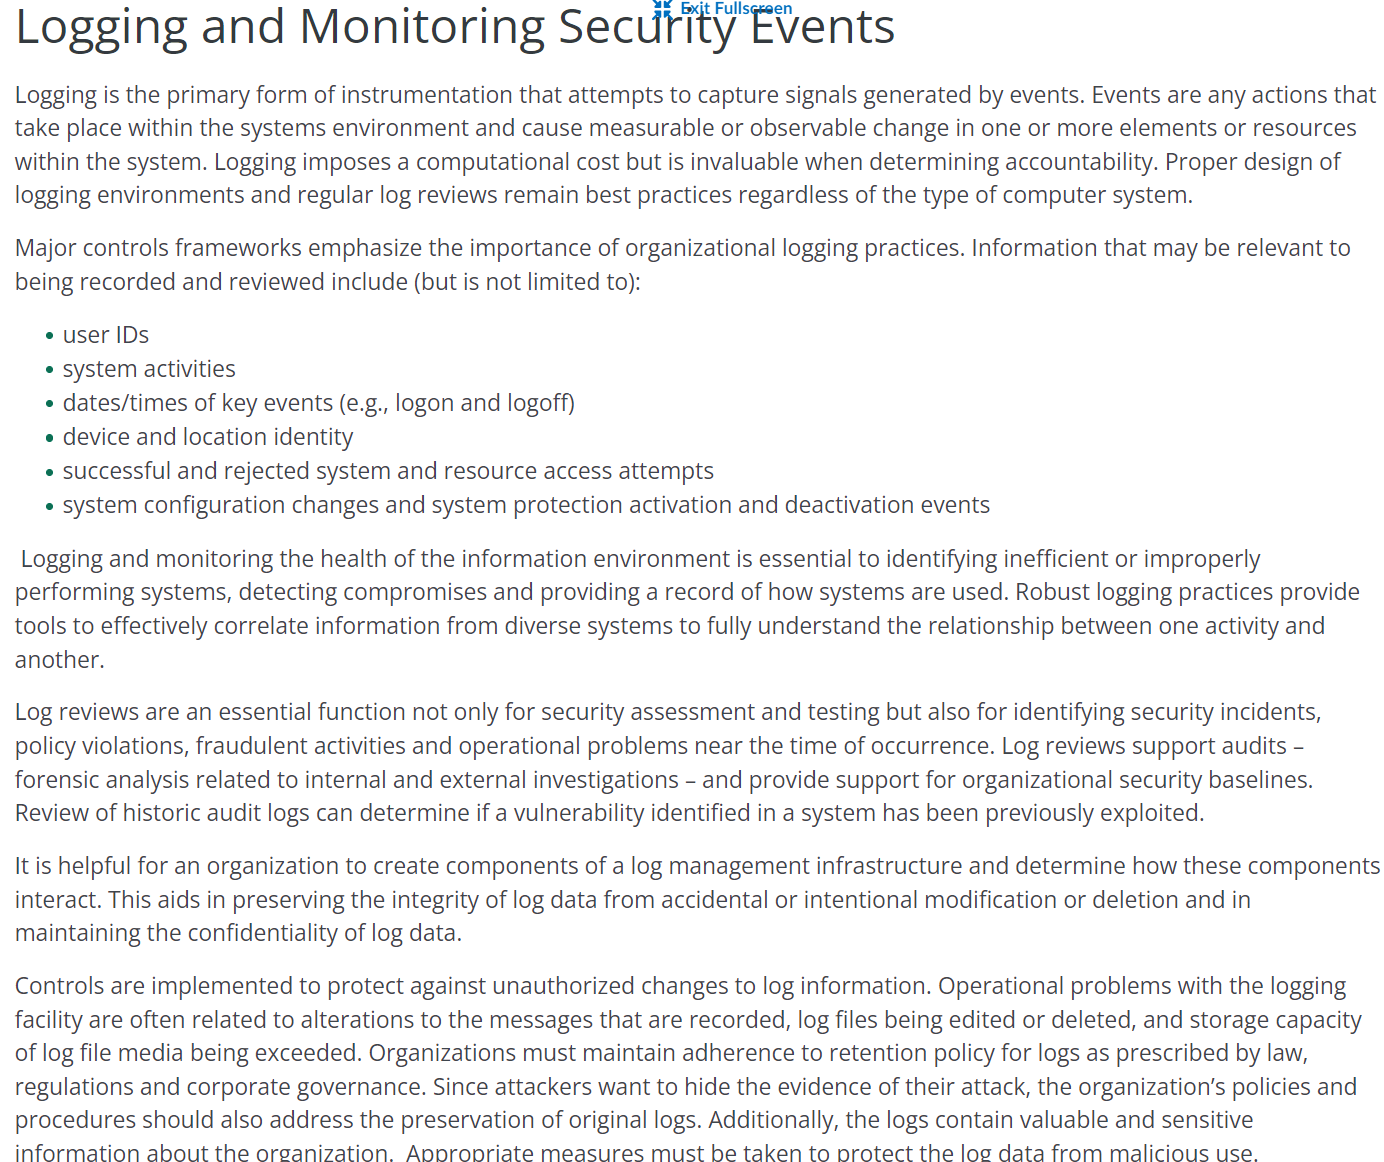 Exit Fullscreen
Logging and Monitoring Security Events
Logging is the primary form of instrumentation that attempts to capture signals generated by events. Events are any actions that
take place within the systems environment and cause measurable or observable change in one or more elements or resources
within the system. Logging imposes a computational cost but is invaluable when determining accountability. Proper design of
logging environments and regular log reviews remain best practices regardless of the type of computer system.
Major controls frameworks emphasize the importance of organizational logging practices. Information that may be relevant to
being recorded and reviewed include (but is not limited to):
• user IDs
• system activities
• dates/times of key events (e.g., logon and logoff)
• device and location identity
• successful and rejected system and resource access attempts
• system configuration changes and system protection activation and deactivation events
Logging and monitoring the health of the information environment is essential to identifying inefficient or improperly
performing systems, detecting compromises and providing a record of how systems are used. Robust logging practices provide
tools to effectively correlate information from diverse systems to fully understand the relationship between one activity and
another.
Log reviews are an essential function not only for security assessment and testing but also for identifying security incidents,
policy violations, fraudulent activities and operational problems near the time of occurrence. Log reviews support audits –
forensic analysis related to internal and external investigations – and provide support for organizational security baselines.
Review of historic audit logs can determine if a vulnerability identified in a system has been previously exploited.
It is helpful for an organization to create components of a log management infrastructure and determine how these components
interact. This aids in preserving the integrity of log data from accidental or intentional modification or deletion and in
maintaining the confidentiality of log data.
Controls are implemented to protect against unauthorized changes to log information. Operational problems with the logging
facility are often related to alterations to the messages that are recorded, log files being edited or deleted, and storage capacity
of log file media being exceeded. Organizations must maintain adherence to retention policy for logs as prescribed by law,
regulations and corporate governance. Since attackers want to hide the evidence of their attack, the organization’s policies and
procedures should also address the preservation of original logs. Additionally, the logs contain valuable and sensitive
information about the organization. Appropriate measures must be taken to protect the log data from malicious use.